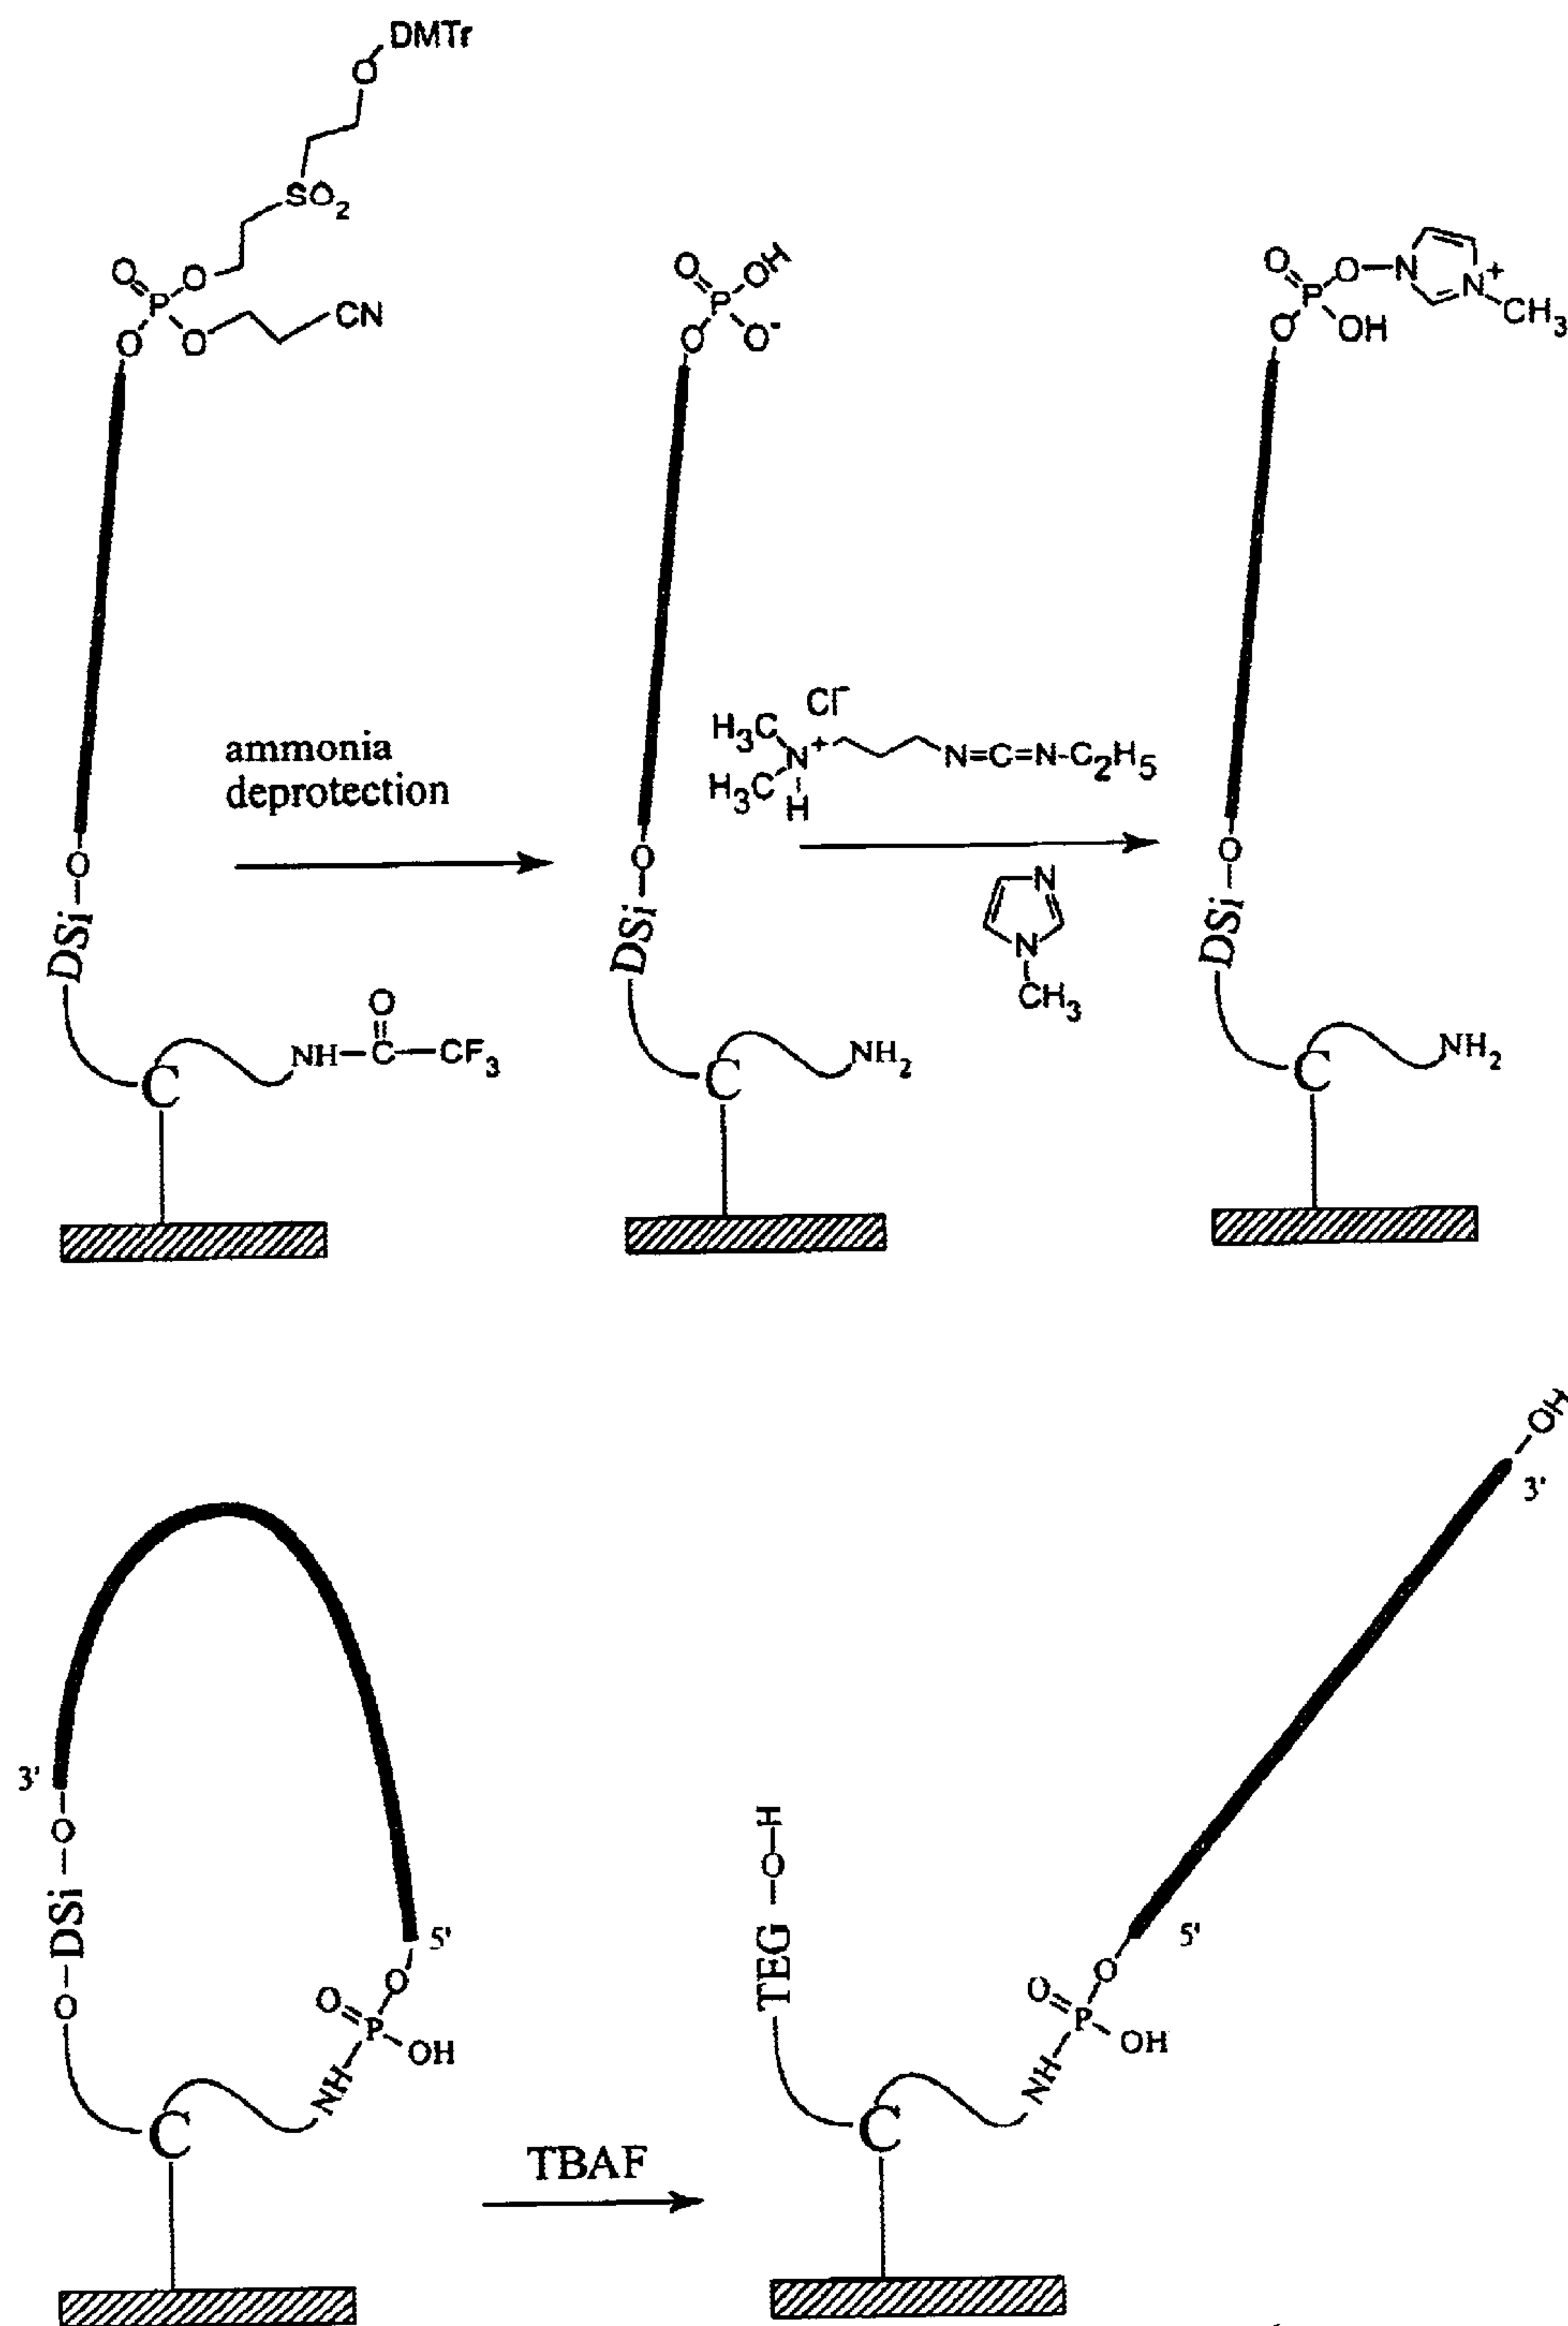 DMTr
O
SO2
O
O
P
O
O
CN
O
DSi
NH-C-CF3
O
C
ammonia
deprotection
O
OH
P
O
O-
O
DSi
C
NH2
Cl-
H3C
N+
N=C=N-C2H5
H3C
H
N
N
CH3
O
O-N
N+
P
CH3
O
OH
O
DSi
C
NH2
3'
O
DSi
O
5'
O
O
P
OH
NH
C
TBAF
H
O
TEG
OH
3'
5'
O
O
P
OH
NH
C